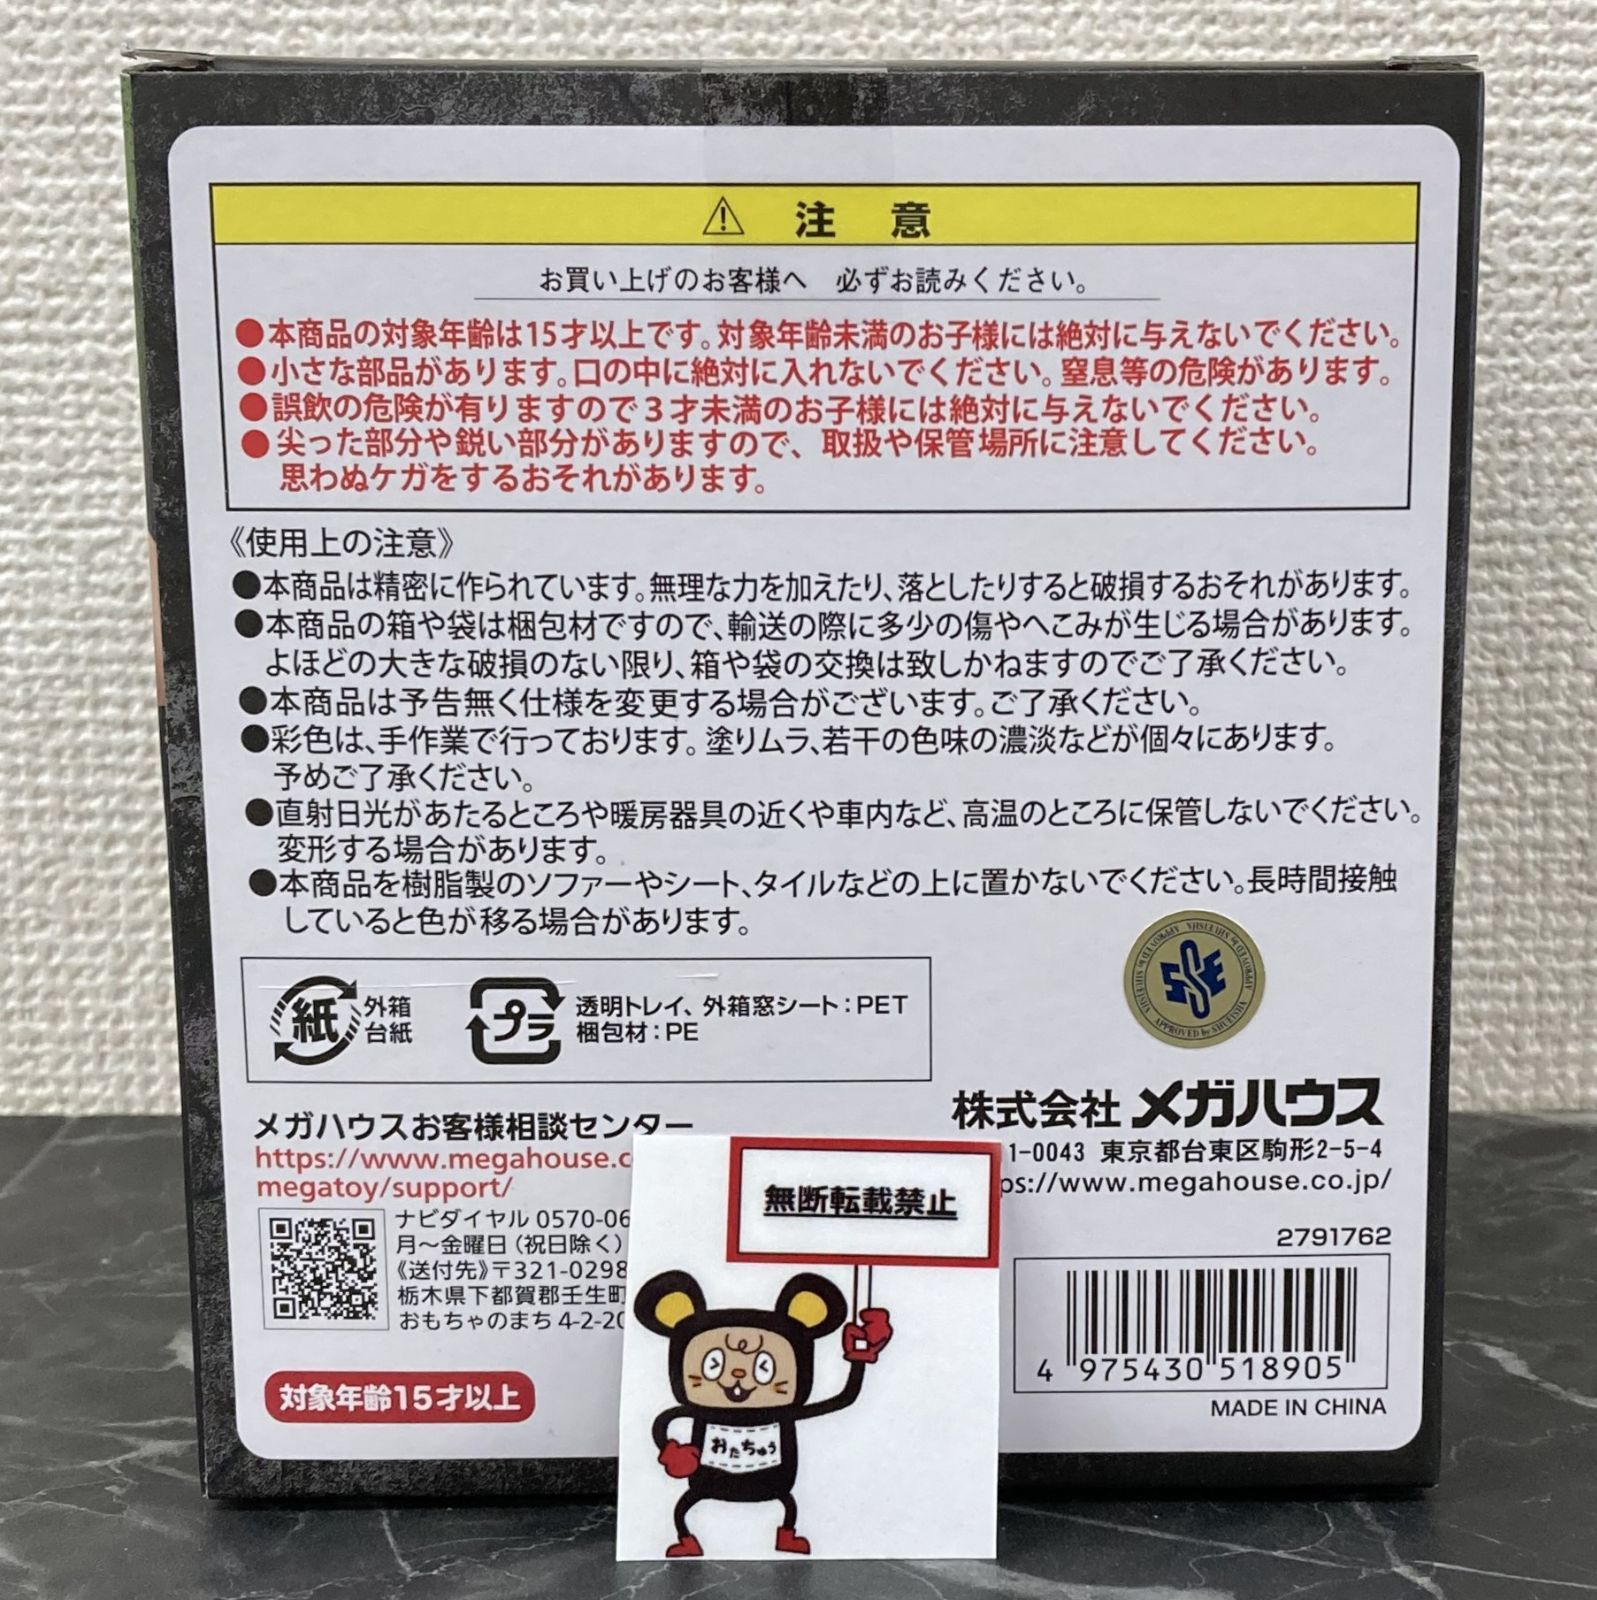 注 意
お買い上げのお客様へ 必ずお読みください。
●本商品の対象年齢は15才以上です。対象年齢未満のお子様には絶対に与えないでください。
●小さな部品があります。口の中に絶対に入れないでください。窒息等の危険があります。
●誤飲の危険が有りますので3才未満のお子様には絶対に与えないでください。
●尖った部分や鋭い部分がありますので、取扱や保管場所に注意してください。
思わぬケガをするおそれがあります。
《使用上の注意》
●本商品は精密に作られています。無理な力を加えたり、落としたりすると破損するおそれがあります。
●本商品の箱や袋は梱包材ですので、輸送の際に多少の傷やへこみが生じる場合があります。
よほどの大きな破損のない限り、箱や袋の交換は致しかねますのでご了承ください。
●本商品は予告無く仕様を変更する場合がございます。ご了承ください。
●彩色は、手作業で行っております。塗りムラ、若干の色味の濃淡などが個々にあります。
予めご了承ください。
●直射日光があたるところや暖房器具の近くや車内など、高温のところに保管しないでください。
変形する場合があります。
●本商品を樹脂製のソファーやシート、タイルなどの上に置かないでください。長時間接触
していると色が移る場合があります。
紙 外箱
台紙
プラ 透明トレイ、外箱窓シート:PET
梱包材:PE
APPROVED by SHUEISHA
メガハウスお客様相談センター
https://www.megahouse.c
megatoy/support/
ナビダイヤル 0570-06
月～金曜日(祝日除く)
《送付先》〒321-0298
栃木県下都賀郡壬生町
おもちゃのまち 4-2-20
対象年齢15才以上
株式会社 メガハウス
1-0043 東京都台東区駒形2-5-4
ps://www.megahouse.co.jp/
2791762
4 975430 518905
MADE IN CHINA
無断転載禁止
おたちゅう